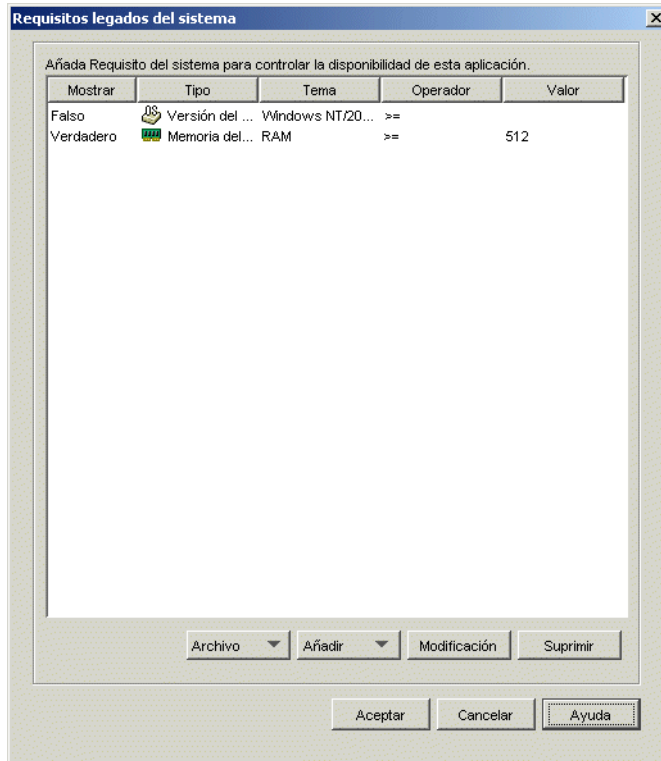 Requisitos legados del sistema
Añada Requisito del sistema para controlar la disponibilidad de esta aplicación.
Mostrar Tipo Tema Operador Valor
Falso Versión del ... Windows NT/20... >=
Verdadero Memoria del... RAM >= 512
Archivo Añadir Modificación Suprimir
Aceptar Cancelar Ayuda